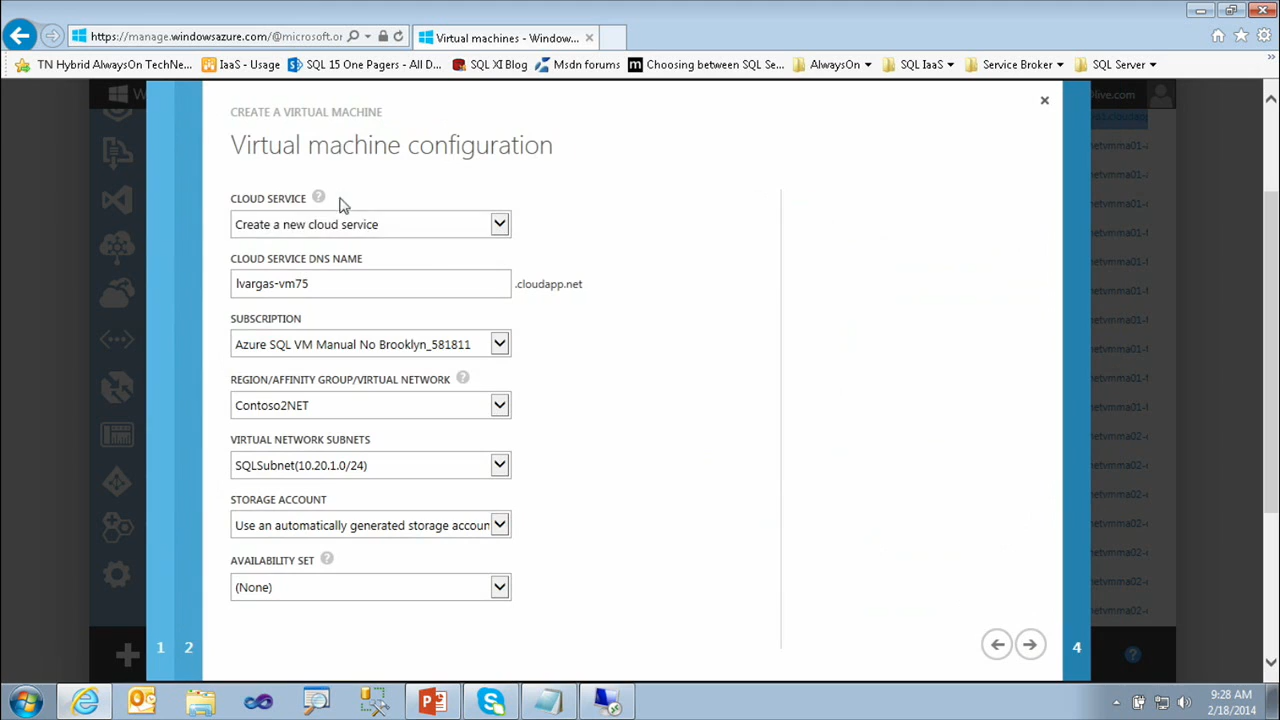 https://manage.windowsazure.com/@microsoft.or
Virtual machines - Window...
TN Hybrid AlwaysOn TechNe...
IaaS - Usage
SQL 15 One Pagers - All D...
SQL XI Blog
Msdn forums
Choosing between SQL Se...
AlwaysOn
SQL IaaS
Service Broker
SQL Server
live.com
CREATE A VIRTUAL MACHINE
Virtual machine configuration
CLOUD SERVICE ?
Create a new cloud service
CLOUD SERVICE DNS NAME
lvargas-vm75
.cloudapp.net
SUBSCRIPTION
Azure SQL VM Manual No Brooklyn_581811
REGION/AFFINITY GROUP/VIRTUAL NETWORK ?
Contoso2NET
VIRTUAL NETWORK SUBNETS
SQLSubnet(10.20.1.0/24)
STORAGE ACCOUNT
Use an automatically generated storage accoun
AVAILABILITY SET ?
(None)
1
2
4
?
9:28 AM
2/18/2014